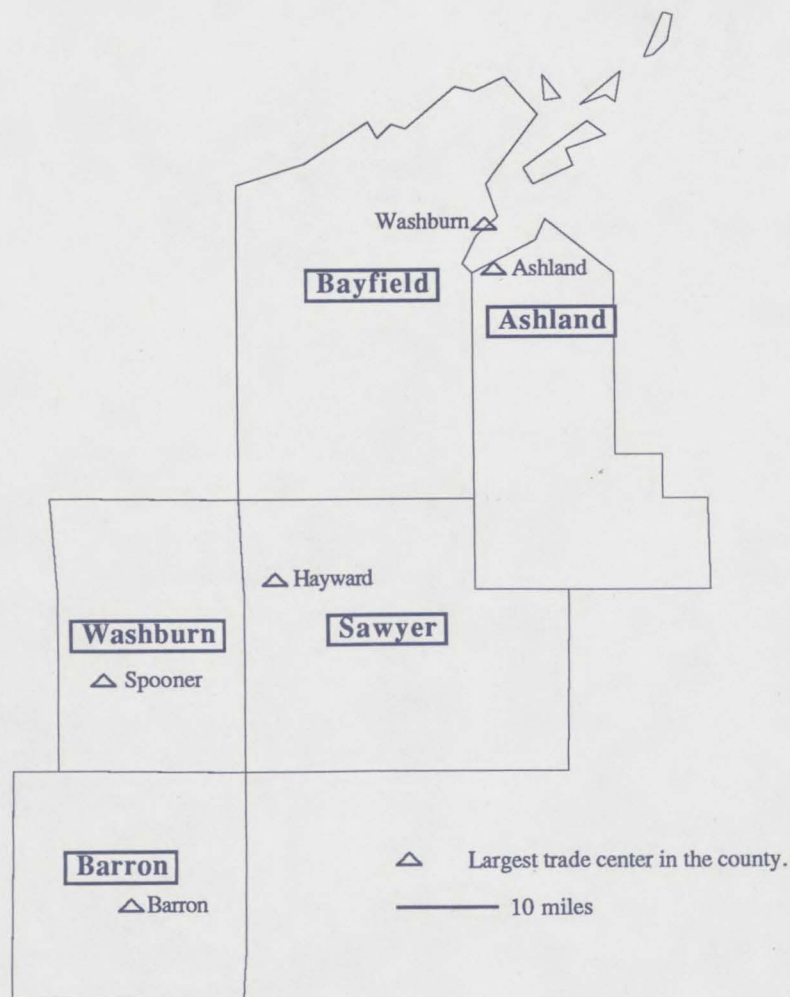 Washburn
Bayfield
Ashland
Ashland
Hayward
Washburn
Sawyer
Spooner
Barron
Barron
Largest trade center in the county.
10 miles